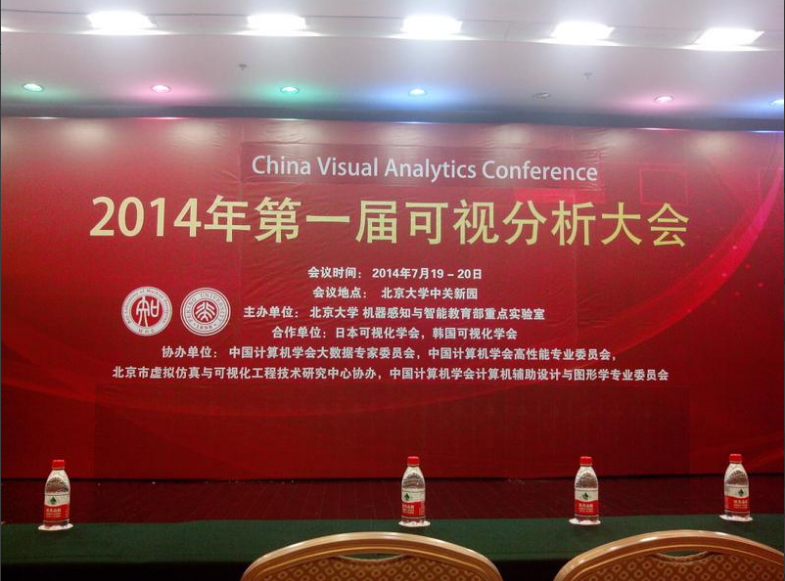 China Visual Analytics Conference
2014年第一届可视分析大会
会议时间: 2014年7月19-20日
会议地点: 北京大学中关新园
主办单位: 北京大学 机器感知与智能教育部重点实验室
合作单位: 日本可视化学会, 韩国可视化学会
协办单位: 中国计算机学会大数据专家委员会, 中国计算机学会高性能专业委员会,
北京市虚拟仿真与可视化工程技术研究中心协办, 中国计算机学会计算机辅助设计与图形学专业委员会